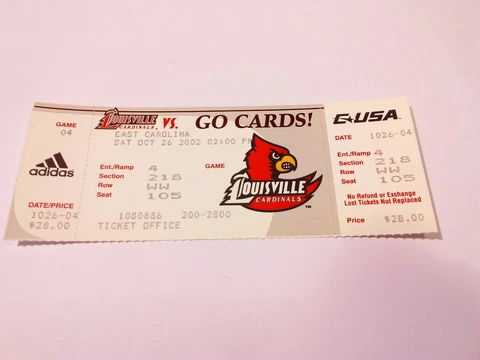 GAME
04
adidas
DATE/PRICE
1026-04
$28.00
LOUISVILLE
CARDINALS
VS.
GO CARDS!
EAST CAROLINA
SAT OCT 26 2002 02:00 PM
Ent./Ramp 4
Section 218
Row WW
Seat 105
GAME
LOUISVILLE
CARDINALS
TM
1080886 200-2800
TICKET OFFICE
C-USA
DATE 1026-04
Ent./Ramp 4
Section 218
Row WW
Seat 105
No Refund or Exchange
Lost Tickets Not Replaced
Price $28.00